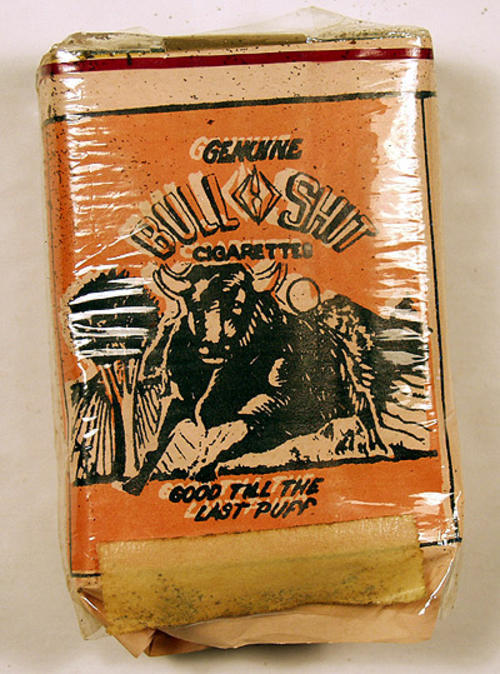 GENUINE
BULL SHIT
CIGARETTES
GOOD TILL THE
LAST PUFF